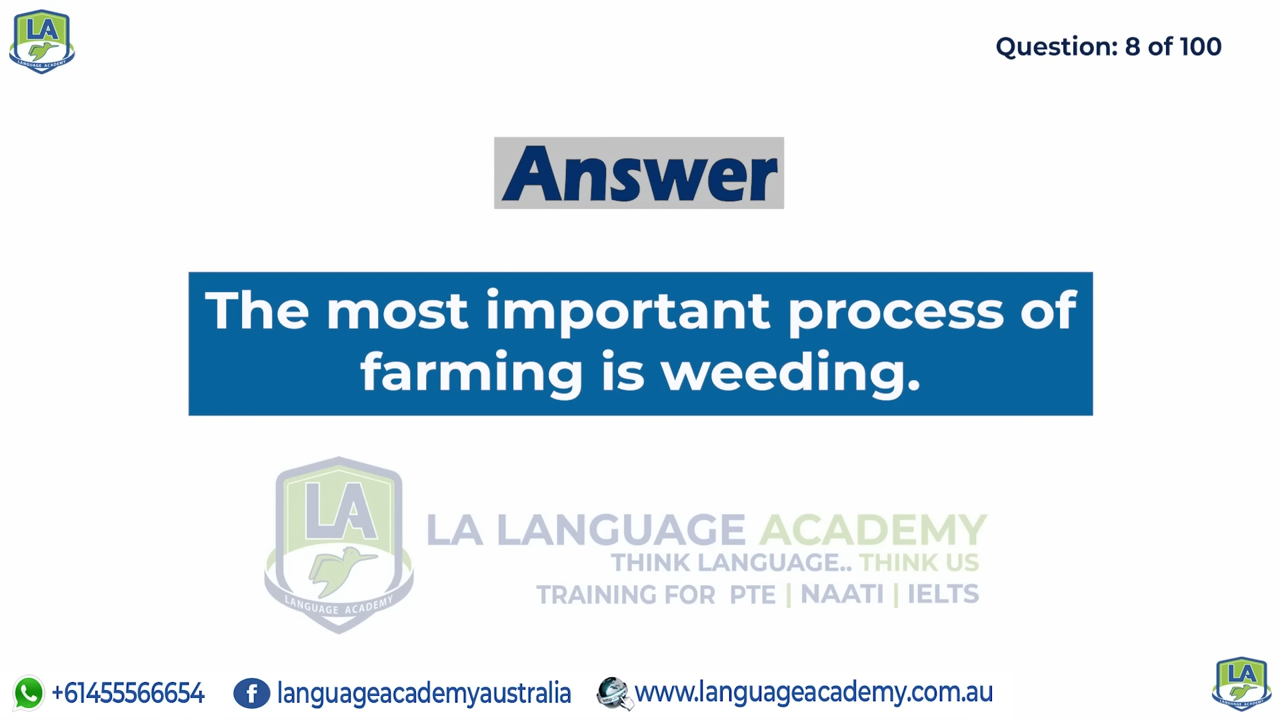 LA
LANGUAGE ACADEMY
Question: 8 of 100
Answer
The most important process of
farming is weeding.
LA
LANGUAGE ACADEMY
LA LANGUAGE ACADEMY
THINK LANGUAGE.. THINK US
TRAINING FOR PTE | NAATI | IELTS
+61455566654
languageacademyaustralia
www.languageacademy.com.au
LA
LANGUAGE ACADEMY